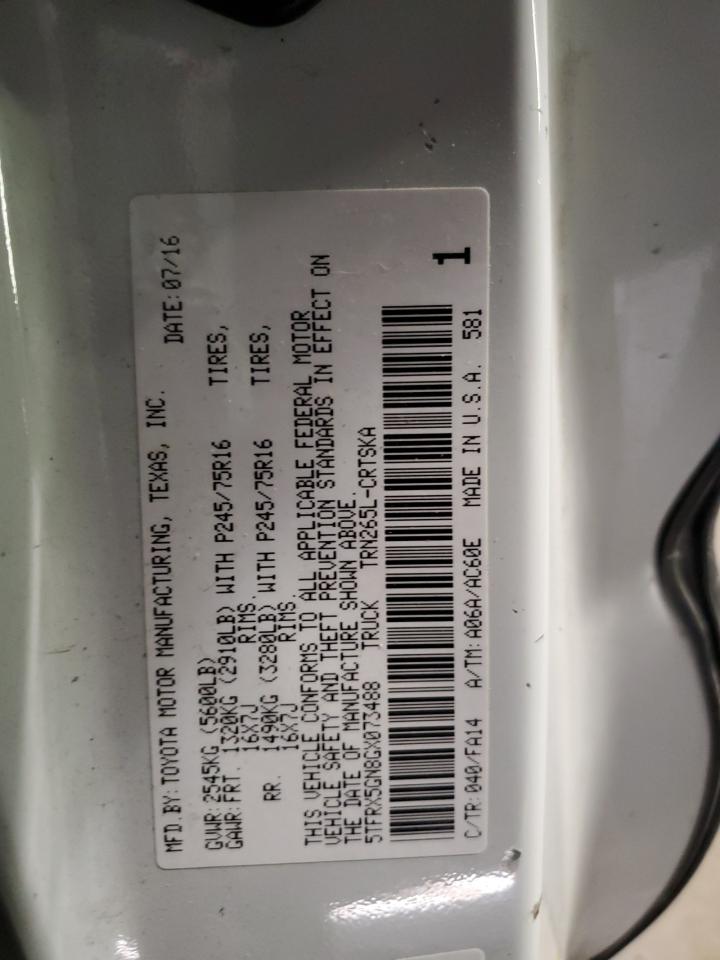 MFD.BY:TOYOTA MOTOR MANUFACTURING, TEXAS, INC. DATE:07/16
GVWR:2545KG (5600LB)
GAWR:FRT. 1320KG (2910LB) WITH P245/75R16 TIRES,
16X7J RIMS.
RR. 1490KG (3280LB) WITH P245/75R16 TIRES,
16X7J RIMS.
THIS VEHICLE CONFORMS TO ALL APPLICABLE FEDERAL MOTOR
VEHICLE SAFETY AND THEFT PREVENTION STANDARDS IN EFFECT ON
THE DATE OF MANUFACTURE SHOWN ABOVE.
5TFRX5GN8GX073488 TRUCK TRN265L-CRTSKA
1
C/TR:040/FA14 A/TM:A06A/AC60E MADE IN U.S.A. 581